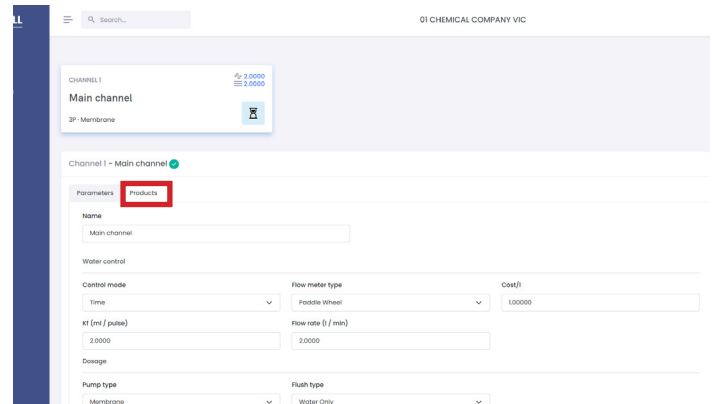 LL
Search...
01 CHEMICAL COMPANY VIC
CHANNEL 1
2.0000
2.0000
Main channel
3P · Membrane
Channel 1 - Main channel
Parameters Products
Name
Main channel
Water control
Control mode Flow meter type Cost/l
Time Paddle Wheel 1.00000
Kf (ml / pulse) Flow rate (l / min)
2.0000 2.0000
Dosage
Pump type Flush type
Membrane Water Only